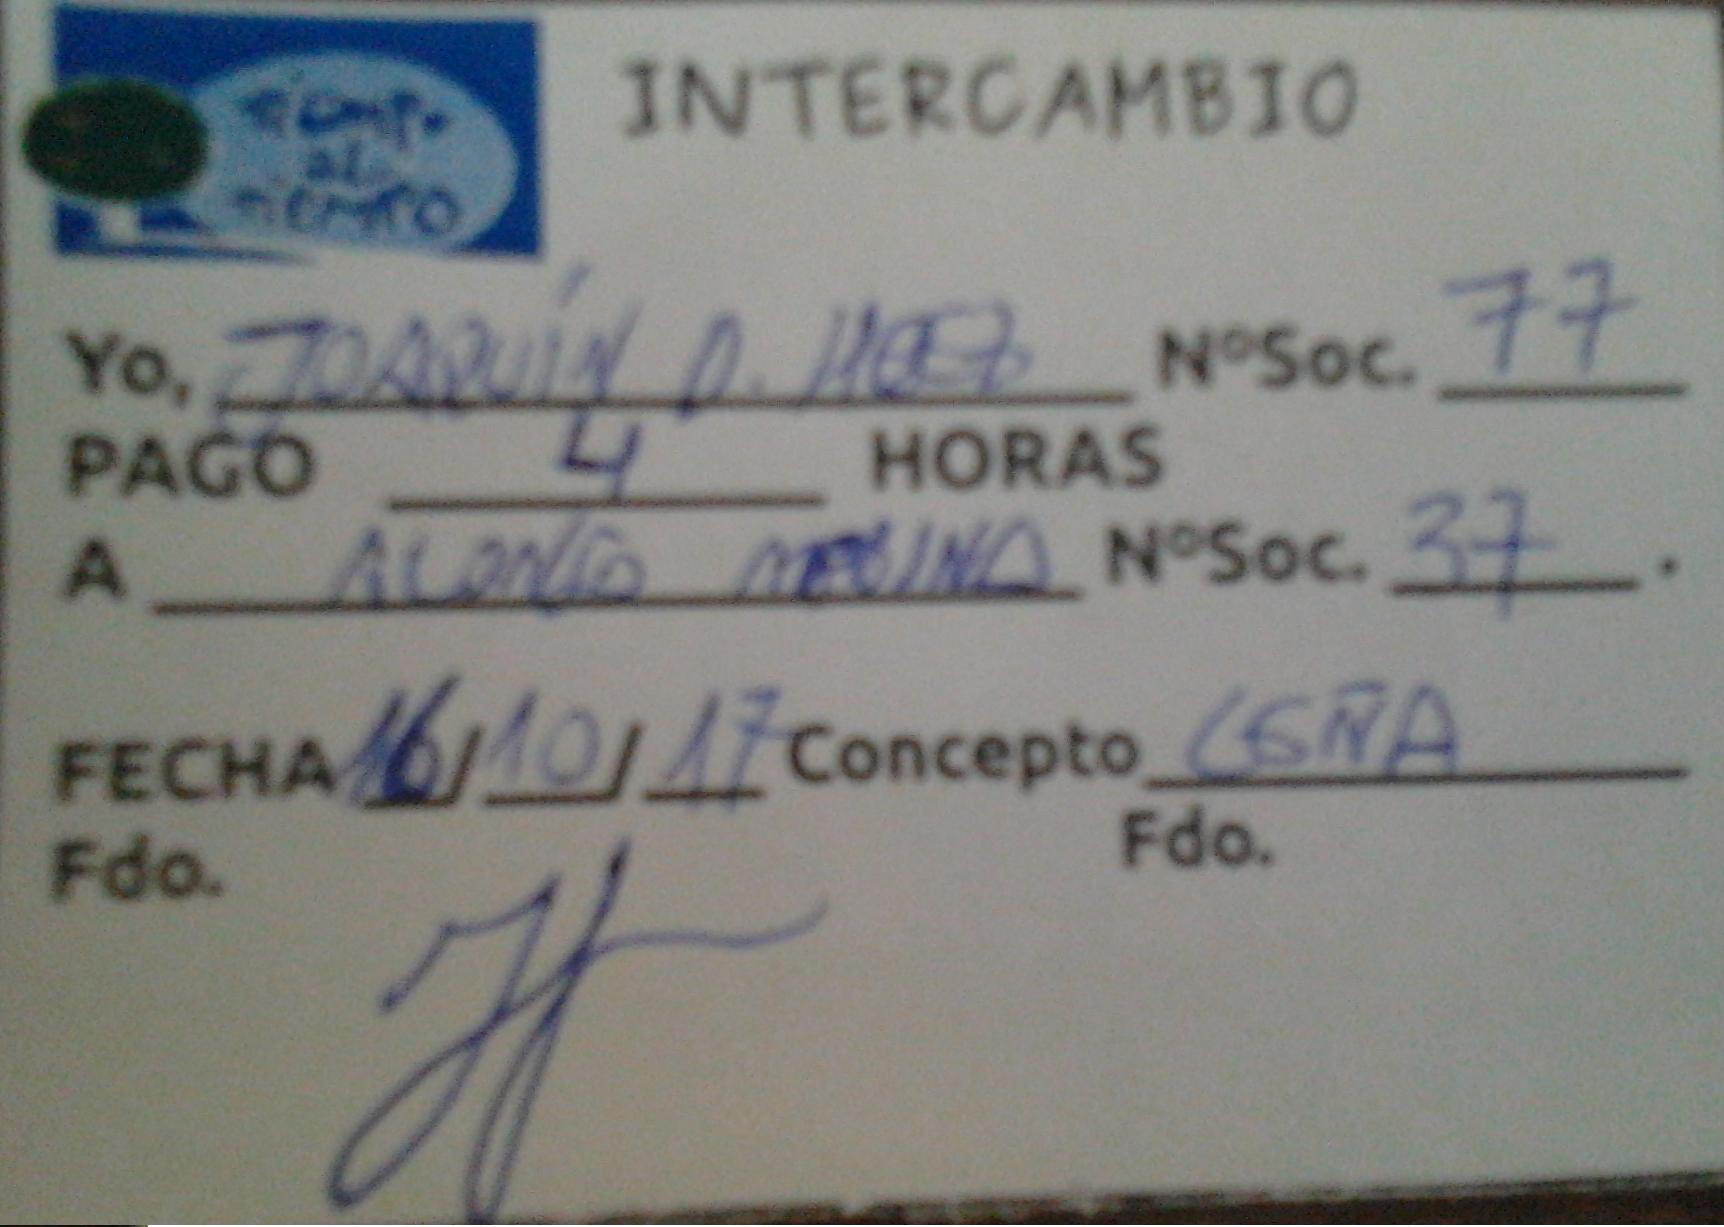 tiempo
al
tiempo
INTERCAMBIO
Yo, JOAQUÍN D. NºSoc. 77
PAGO 4 HORAS
A ALONSO MEDINA NºSoc. 37.
FECHA 16/10/17 Concepto LEÑA
Fdo. Fdo.